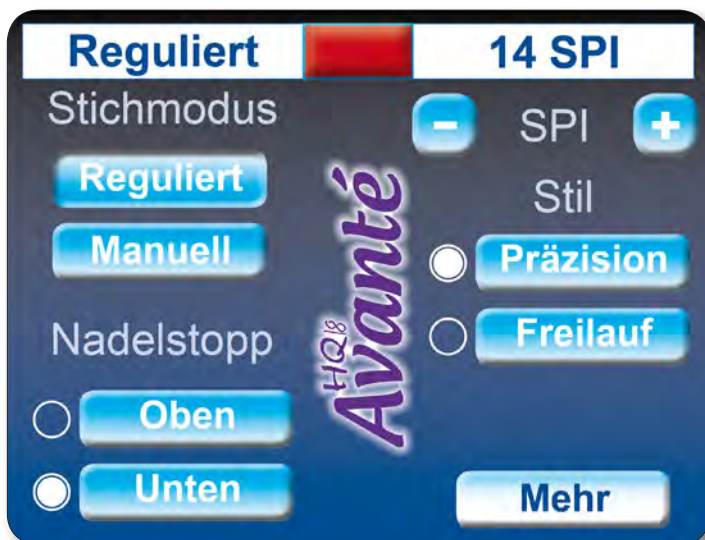 Reguliert
14 SPI
Stichmodus
Reguliert
Manuell
Nadelstopp
Oben
Unten
HQ18
Avanté
- SPI +
Stil
Präzision
Freilauf
Mehr